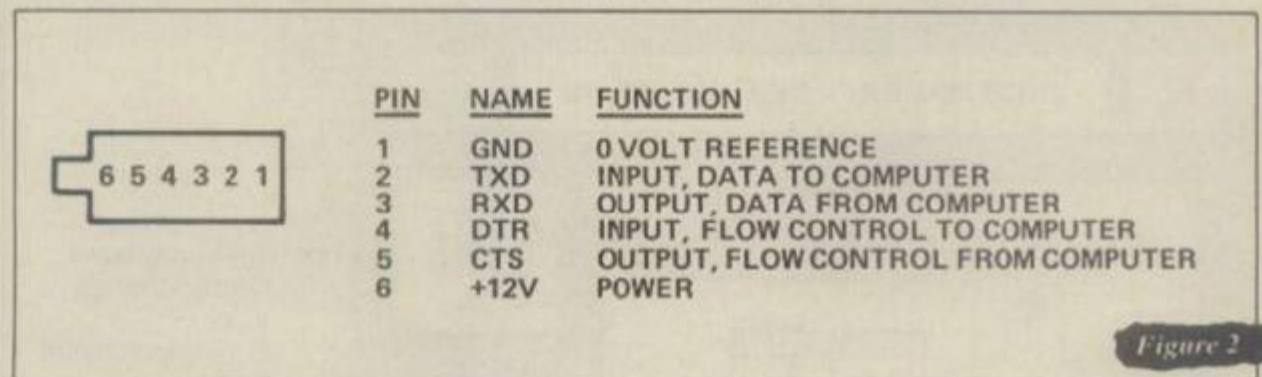 PIN NAME FUNCTION
6 5 4 3 2 1
1 GND 0 VOLT REFERENCE
2 TXD INPUT, DATA TO COMPUTER
3 RXD OUTPUT, DATA FROM COMPUTER
4 DTR INPUT, FLOW CONTROL TO COMPUTER
5 CTS OUTPUT, FLOW CONTROL FROM COMPUTER
6 +12V POWER
Figure 2